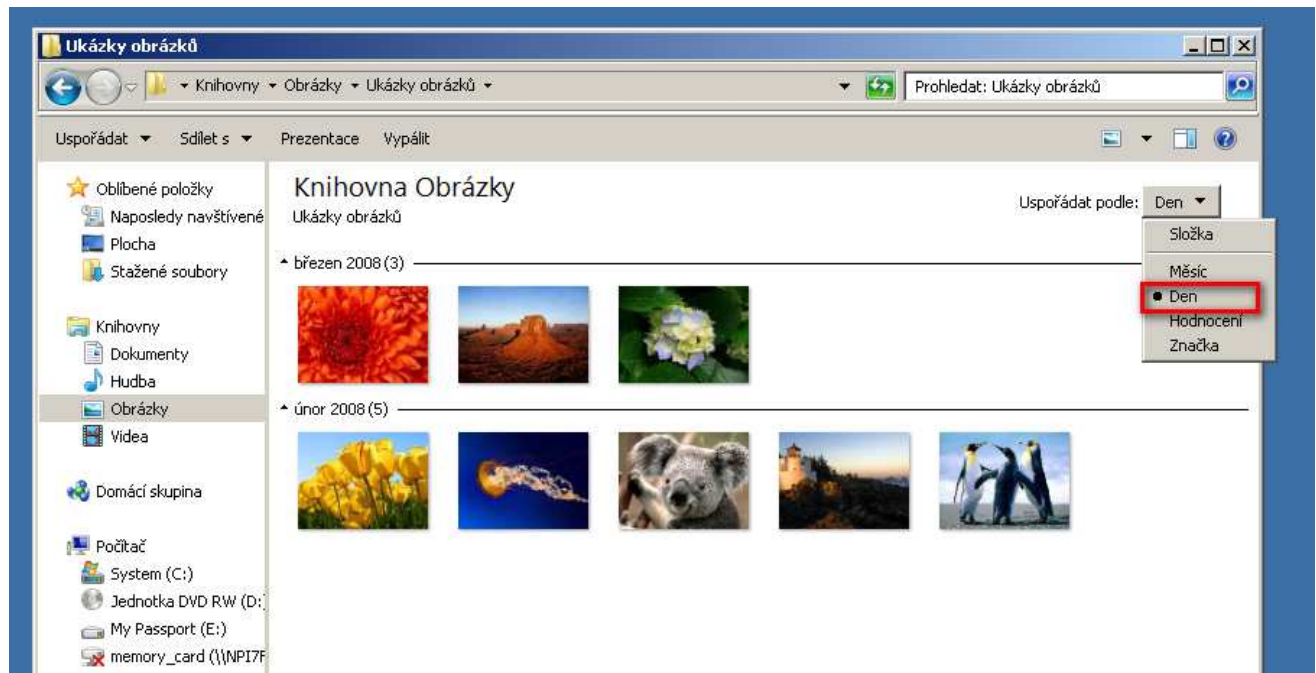 Ukázky obrázků
Knihovny Obrázky Ukázky obrázků
Prohledat: Ukázky obrázků
Uspořádat Sdílet s Prezentace Vypálit
Oblíbené položky
Naposledy navštívené
Plocha
Stažené soubory
Knihovny
Dokumenty
Hudba
Obrázky
Videa
Domácí skupina
Počítač
System (C:)
Jednotka DVD RW (D:
My Passport (E:)
memory_card (\\NPI7F
Knihovna Obrázky
Ukázky obrázků
Uspořádat podle: Den
Složka
Měsíc
Den
Hodnocení
Značka
březen 2008 (3)
únor 2008 (5)